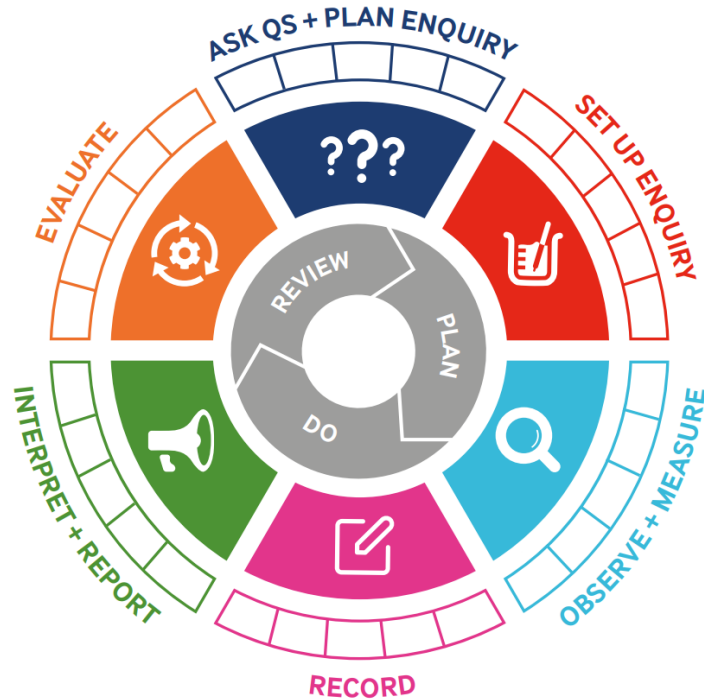 ASK QS + PLAN ENQUIRY
SET UP ENQUIRY
OBSERVE + MEASURE
RECORD
INTERPRET + REPORT
EVALUATE
???
REVIEW
PLAN
DO